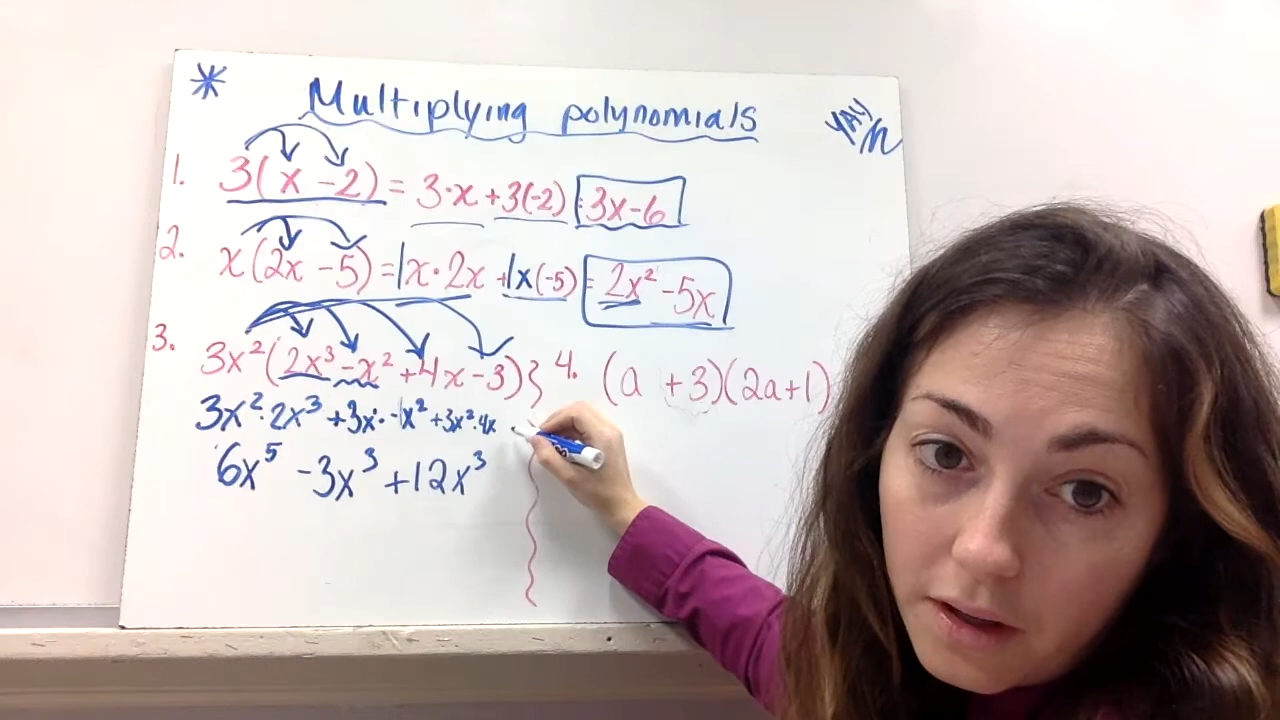 * Multiplying polynomials YAY
1. 3(x -2) = 3·x +3(-2) = 3x-6
2. x(2x -5) = 1x·2x +1x(-5) = 2x² -5x
3. 3x²(2x³ -x² +4x -3) } 4. (a +3)(2a+1)
3x²·2x³ +3x·-1x² +3x²·4x
6x⁵ -3x³ +12x³